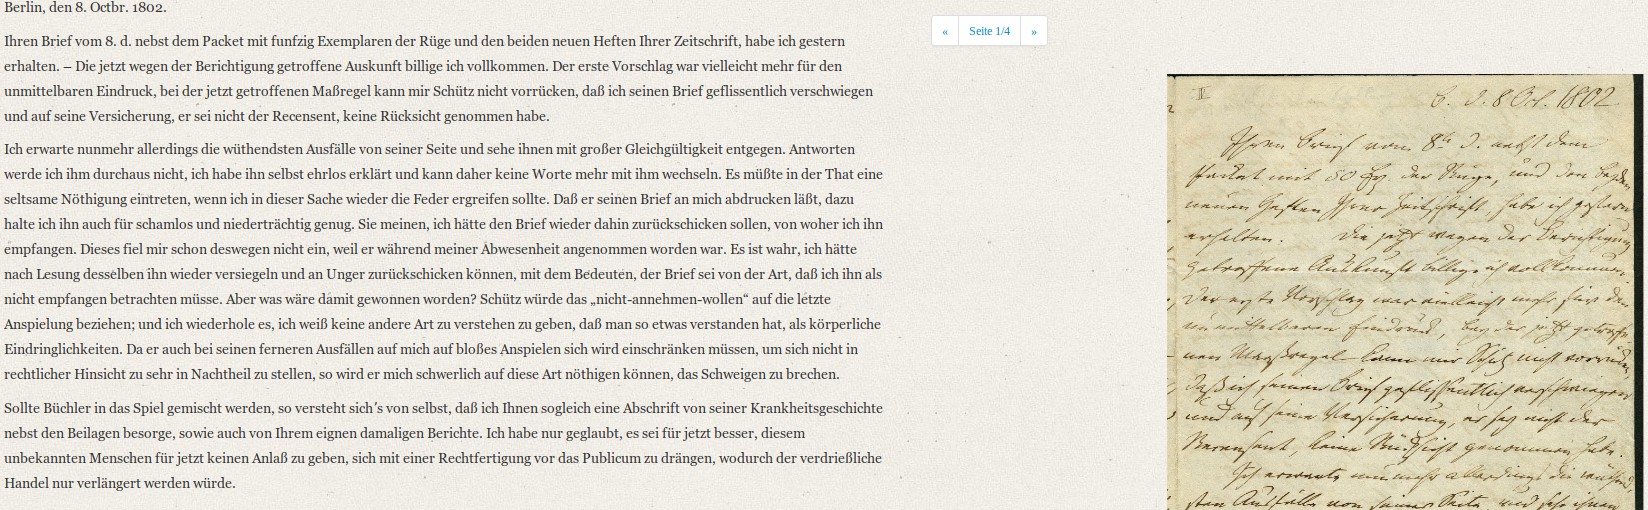 Berlin, den 8. Octbr. 1802.
Ihren Brief vom 8. d. nebst dem Packet mit funfzig Exemplaren der Rüge und den beiden neuen Heften Ihrer Zeitschrift, habe ich gestern
erhalten. – Die jetzt wegen der Berichtigung getroffene Auskunft billige ich vollkommen. Der erste Vorschlag war vielleicht mehr für den
unmittelbaren Eindruck, bei der jetzt getroffenen Maßregel kann mir Schütz nicht vorrücken, daß ich seinen Brief geflissentlich verschwiegen
und auf seine Versicherung, er sei nicht der Recensent, keine Rücksicht genommen habe.
Ich erwarte nunmehr allerdings die wüthendsten Ausfälle von seiner Seite und sehe ihnen mit großer Gleichgültigkeit entgegen. Antworten
werde ich ihm durchaus nicht, ich habe ihn selbst ehrlos erklärt und kann daher keine Worte mehr mit ihm wechseln. Es müßte in der That eine
seltsame Nöthigung eintreten, wenn ich in dieser Sache wieder die Feder ergreifen sollte. Daß er seinen Brief an mich abdrucken läßt, dazu
halte ich ihn auch für schamlos und niederträchtig genug. Sie meinen, ich hätte den Brief wieder dahin zurückschicken sollen, von woher ich ihn
empfangen. Dieses fiel mir schon deswegen nicht ein, weil er während meiner Abwesenheit angenommen worden war. Es ist wahr, ich hätte
nach Lesung desselben ihn wieder versiegeln und an Unger zurückschicken können, mit dem Bedeuten, der Brief sei von der Art, daß ich ihn als
nicht empfangen betrachten müsse. Aber was wäre damit gewonnen worden? Schütz würde das „nicht-annehmen-wollen“ auf die letzte
Anspielung beziehen; und ich wiederhole es, ich weiß keine andere Art zu verstehen zu geben, daß man so etwas verstanden hat, als körperliche
Eindringlichkeiten. Da er auch bei seinen ferneren Ausfällen auf mich auf bloßes Anspielen sich wird einschränken müssen, um sich nicht in
rechtlicher Hinsicht zu sehr in Nachtheil zu stellen, so wird er mich schwerlich auf diese Art nöthigen können, das Schweigen zu brechen.
Sollte Büchler in das Spiel gemischt werden, so versteht sich's von selbst, daß ich Ihnen sogleich eine Abschrift von seiner Krankheitsgeschichte
nebst den Beilagen besorge, sowie auch von Ihrem eignen damaligen Berichte. Ich habe nur geglaubt, es sei für jetzt besser, diesem
unbekannten Menschen für jetzt keinen Anlaß zu geben, sich mit einer Rechtfertigung vor das Publicum zu drängen, wodurch der verdrießliche
Handel nur verlängert werden würde.
« Seite 1/4 »
B. d. 8 Oct. 1802.
Ihren Brief vom 8t. d. nebst dem
Packet mit 50 Ex. der Rüge, und den beyden
neuen Heften Ihrer Zeitschrift, habe ich gestern
erhalten. Die jetzt wegen der Berichtigung
getroffene Auskunft billige ich vollkommen.
Der erste Vorschlag war vielleicht mehr für den
unmittelbaren Eindruck, bey der jetzt getroffe-
nen Maaßregel kann mir Schütz nicht vorrücken,
daß ich seinen Brief geflissentlich verschwiegen
und auf seine Versicherung, er sey nicht der
Recensent, keine Rücksicht genommen habe.
Ich erwarte nunmehr allerdings die wüthend-
sten Ausfälle von seiner Seite und sehe ihnen